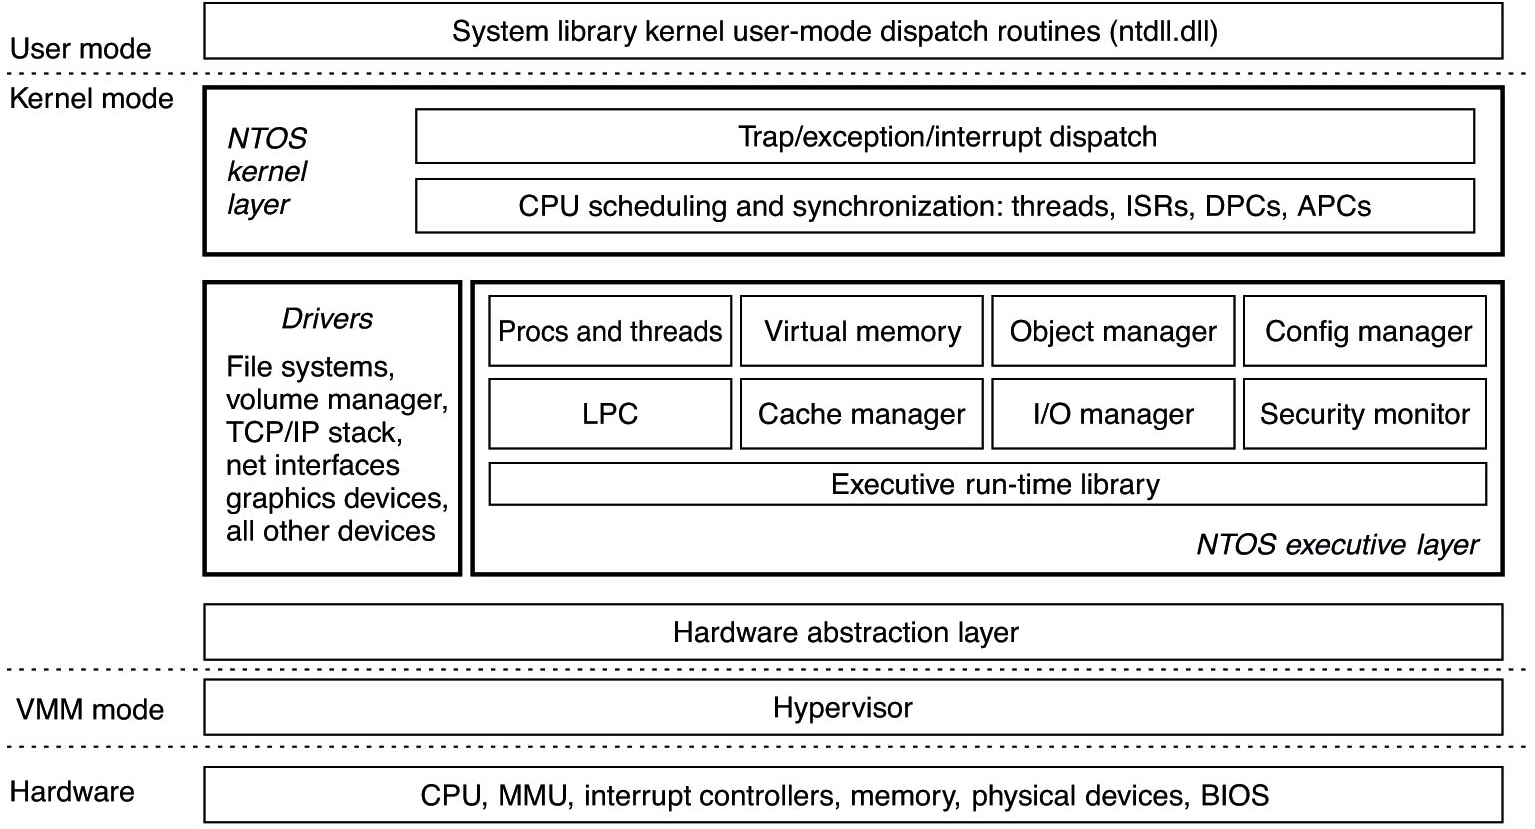 System library kernel user-mode dispatch routines (ntdll.dll)
User mode
Kernel mode
NTOS
kernel
layer
Trap/exception/interrupt dispatch
CPU scheduling and synchronization: threads, ISRs, DPCs, APCs
Drivers
File systems,
volume manager,
TCP/IP stack,
net interfaces
graphics devices,
all other devices
Procs and threads
Virtual memory
Object manager
Config manager
LPC
Cache manager
I/O manager
Security monitor
Executive run-time library
NTOS executive layer
Hardware abstraction layer
VMM mode
Hypervisor
Hardware
CPU, MMU, interrupt controllers, memory, physical devices, BIOS